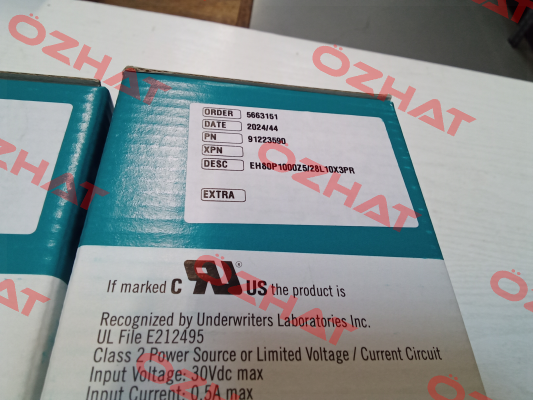 ÖZHAT
ÖZHAT
ORDER 5663151
DATE 2024/44
PN 91223590
XPN
DESC EH80P1000Z5/28L10X3PR
EXTRA
ÖZHAT
ÖZHAT
If marked C RU ® US the product is
Recognized by Underwriters Laboratories Inc.
UL File E212495
Class 2 Power Source or Limited Voltage / Current Circuit
Input Voltage: 30Vdc max
Input Current: 0.5A max